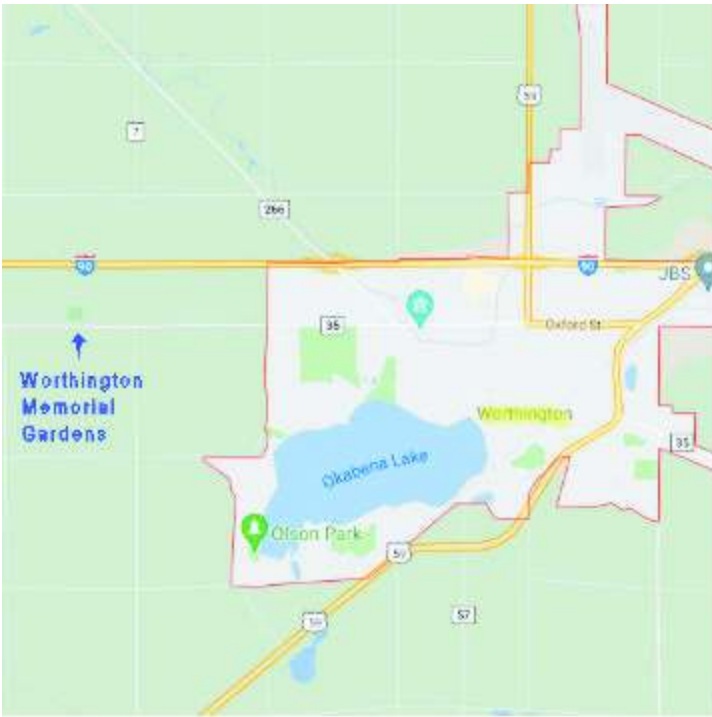 59
7
266
90
90
JBS
35
Oxford St
Worthington
Memorial
Gardens
Worthington
35
Okabena Lake
Olson Park
59
59
57